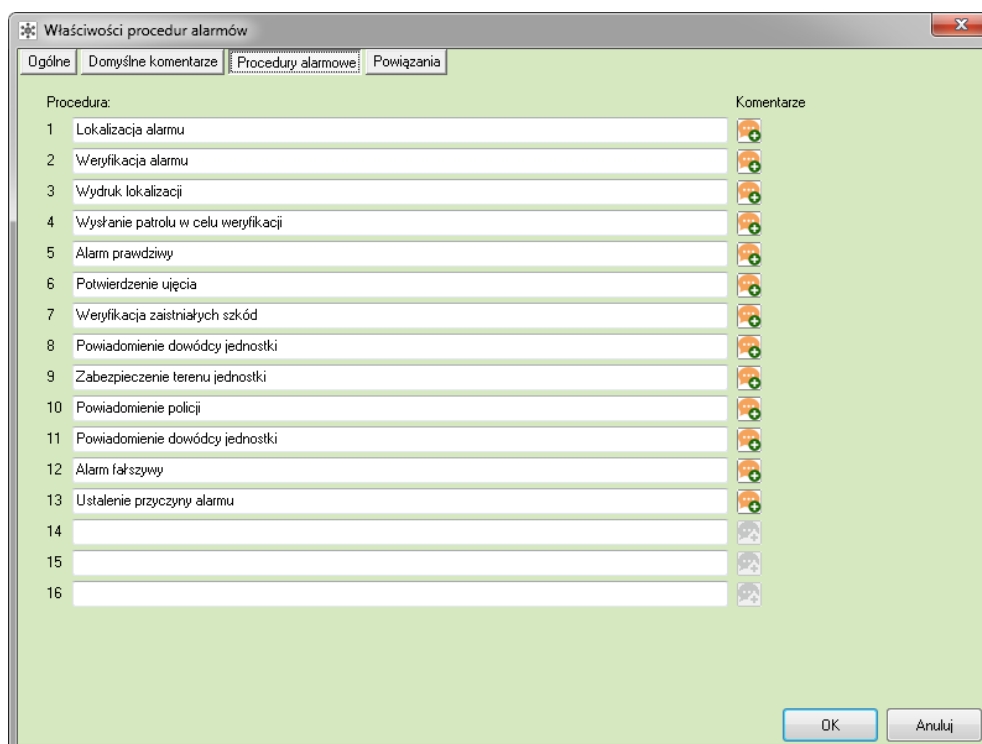 Właściwości procedur alarmów
Ogólne Domyślne komentarze Procedury alarmowe Powiązania
Procedura: Komentarze
1 Lokalizacja alarmu
2 Weryfikacja alarmu
3 Wydruk lokalizacji
4 Wysłanie patrolu w celu weryfikacji
5 Alarm prawdziwy
6 Potwierdzenie ujęcia
7 Weryfikacja zaistniałych szkód
8 Powiadomienie dowódcy jednostki
9 Zabezpieczenie terenu jednostki
10 Powiadomienie policji
11 Powiadomienie dowódcy jednostki
12 Alarm fałszywy
13 Ustalenie przyczyny alarmu
14
15
16
OK Anuluj